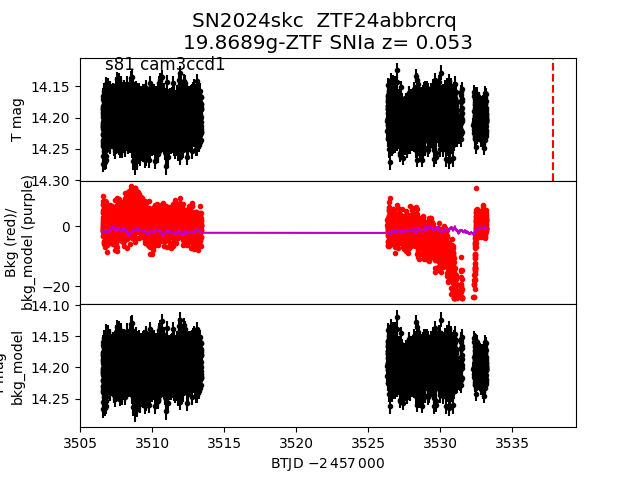 SN2024skc  ZTF24abbrcrq
19.8689g-ZTF SNIa z= 0.053
s81 cam3ccd1
14.15
14.20
14.25
14.30
T mag
0
−20
Bkg (red)/
bkg_model (purple)
14.10
14.15
14.20
14.25
mag
bkg_model
3505 3510 3515 3520 3525 3530 3535
BTJD −2 457 000